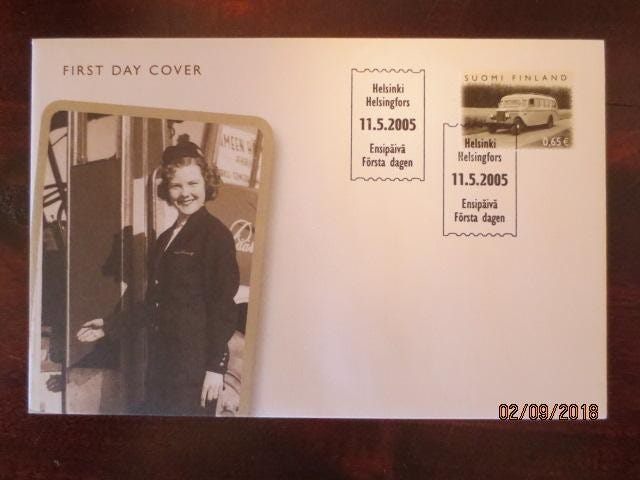 FIRST DAY COVER
Helsinki
Helsingfors
11.5.2005
Ensipäivä
Första dagen
SUOMI FINLAND
0,65 €
Helsinki
Helsingfors
11.5.2005
Ensipäivä
Första dagen
02/09/2018